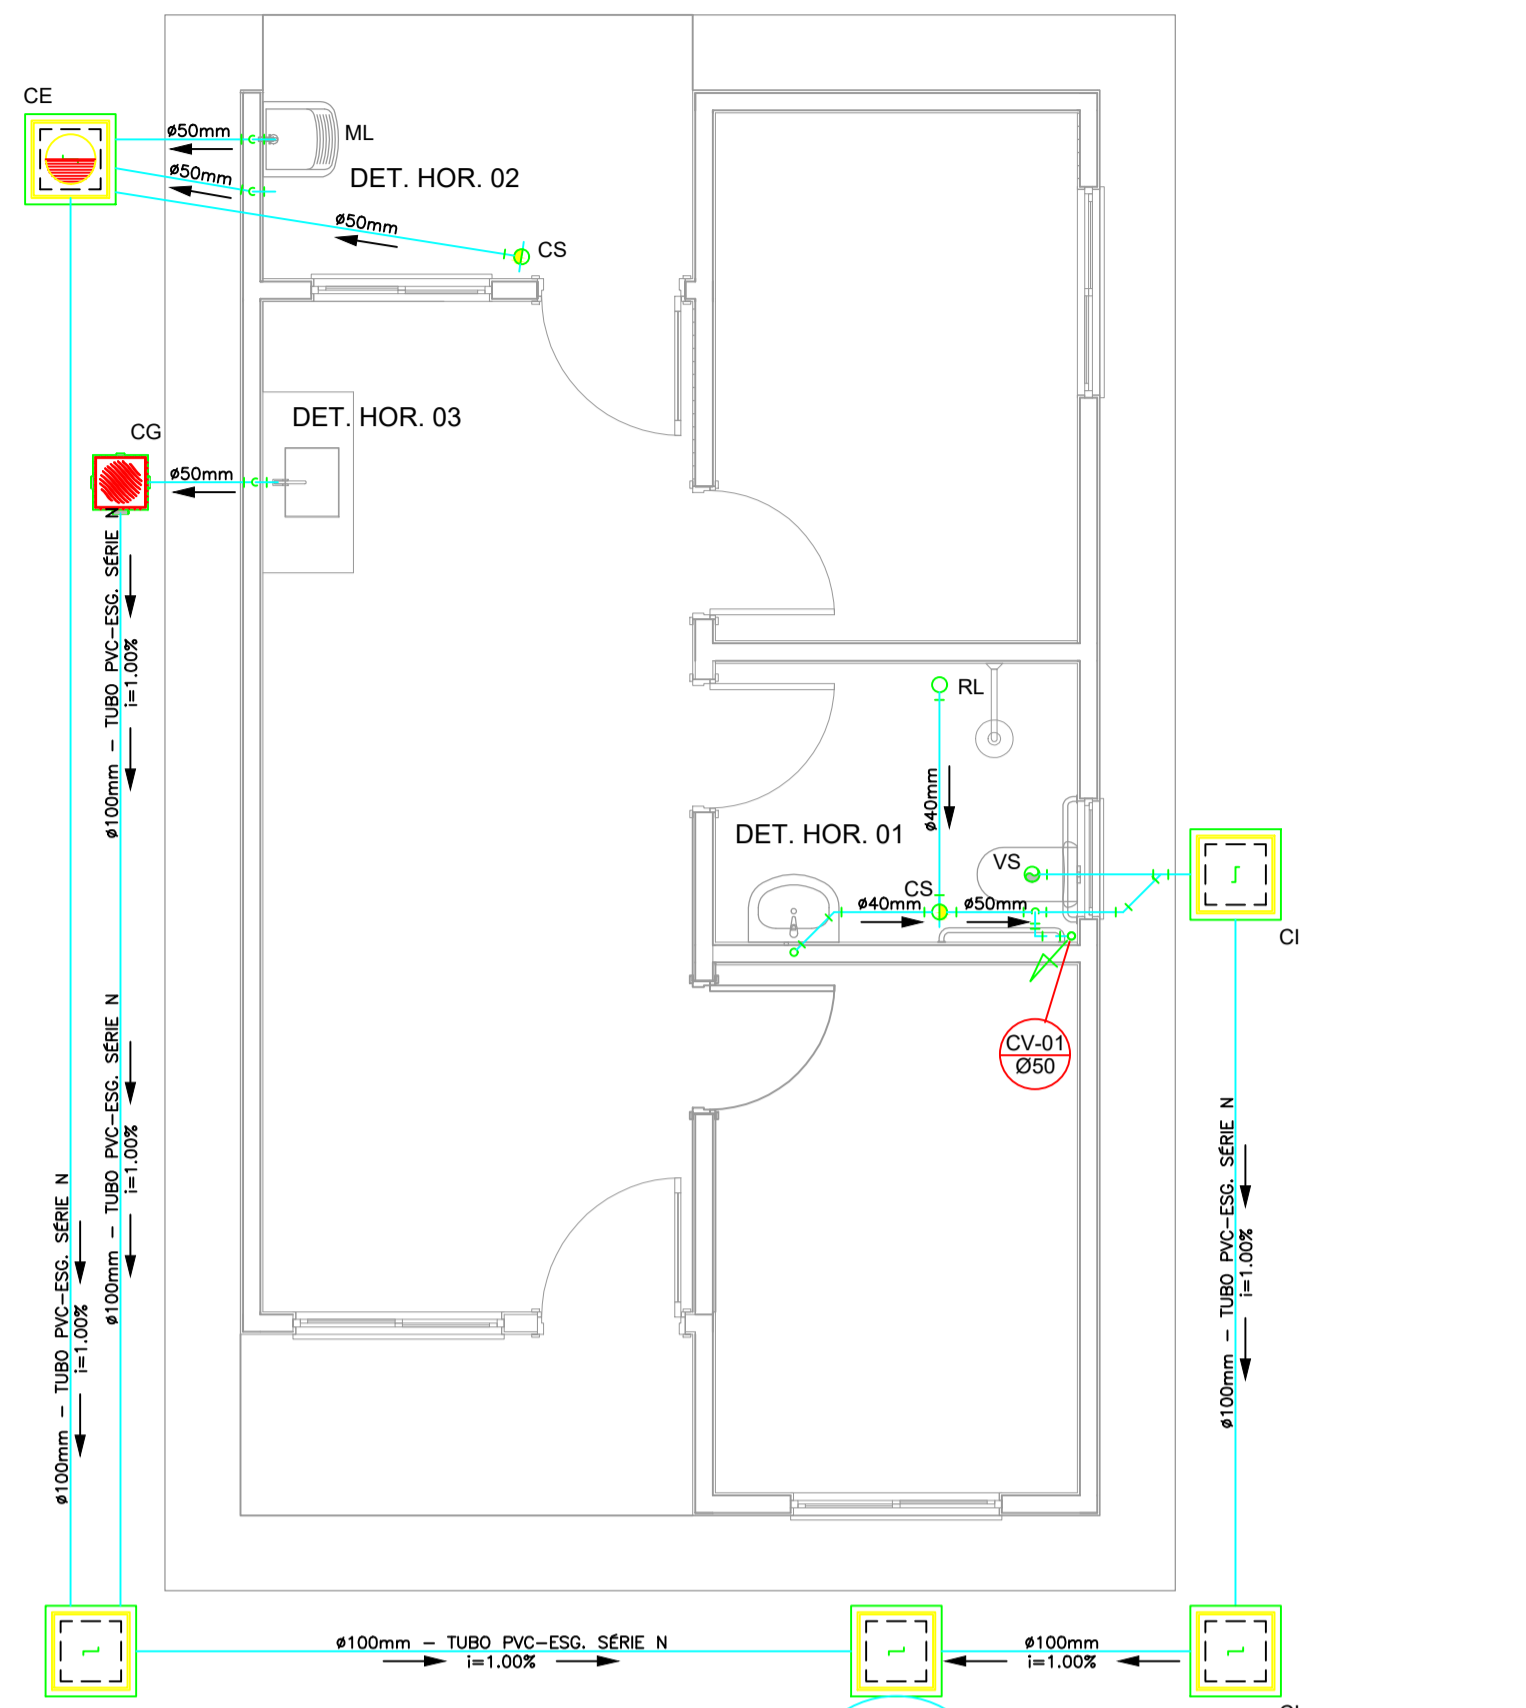 CE
ø50mm
ML
ø50mm
DET. HOR. 02
ø50mm
CS
DET. HOR. 03
CG
ø50mm
ø100mm – TUBO PVC–ESG. SÉRIE N
i=1.00%
RL
ø40mm
DET. HOR. 01
VS
CS
ø40mm
ø50mm
CI
CV-01
Ø50
ø100mm – TUBO PVC–ESG. SÉRIE N
i=1.00%
ø100mm – TUBO PVC–ESG. SÉRIE N
i=1.00%
ø100mm – TUBO PVC–ESG. SÉRIE N
i=1.00%
ø100mm – TUBO PVC–ESG. SÉRIE N
i=1.00%
ø100mm
i=1.00%